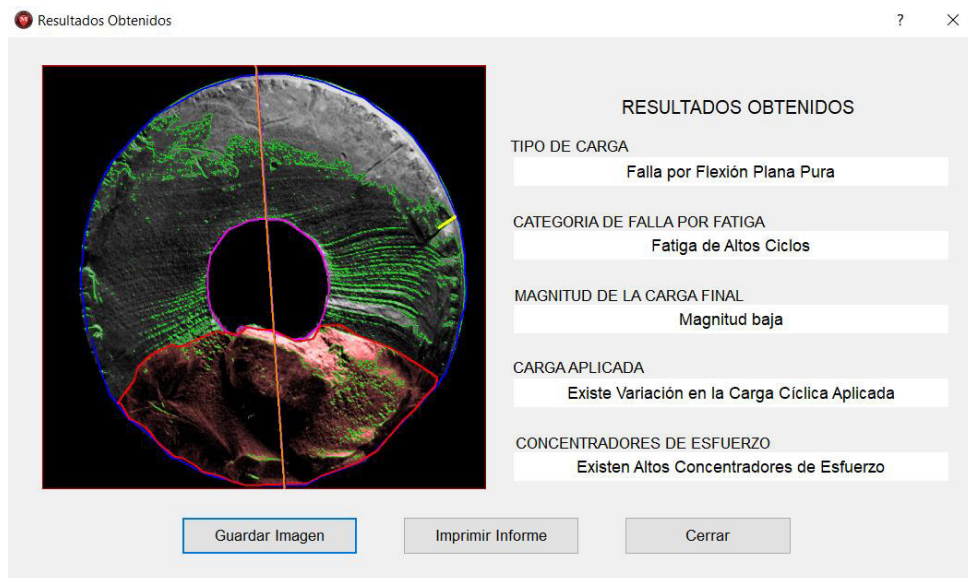 Resultados Obtenidos
RESULTADOS OBTENIDOS
TIPO DE CARGA
Falla por Flexión Plana Pura
CATEGORIA DE FALLA POR FATIGA
Fatiga de Altos Ciclos
MAGNITUD DE LA CARGA FINAL
Magnitud baja
CARGA APLICADA
Existe Variación en la Carga Cíclica Aplicada
CONCENTRADORES DE ESFUERZO
Existen Altos Concentradores de Esfuerzo
Guardar Imagen
Imprimir Informe
Cerrar